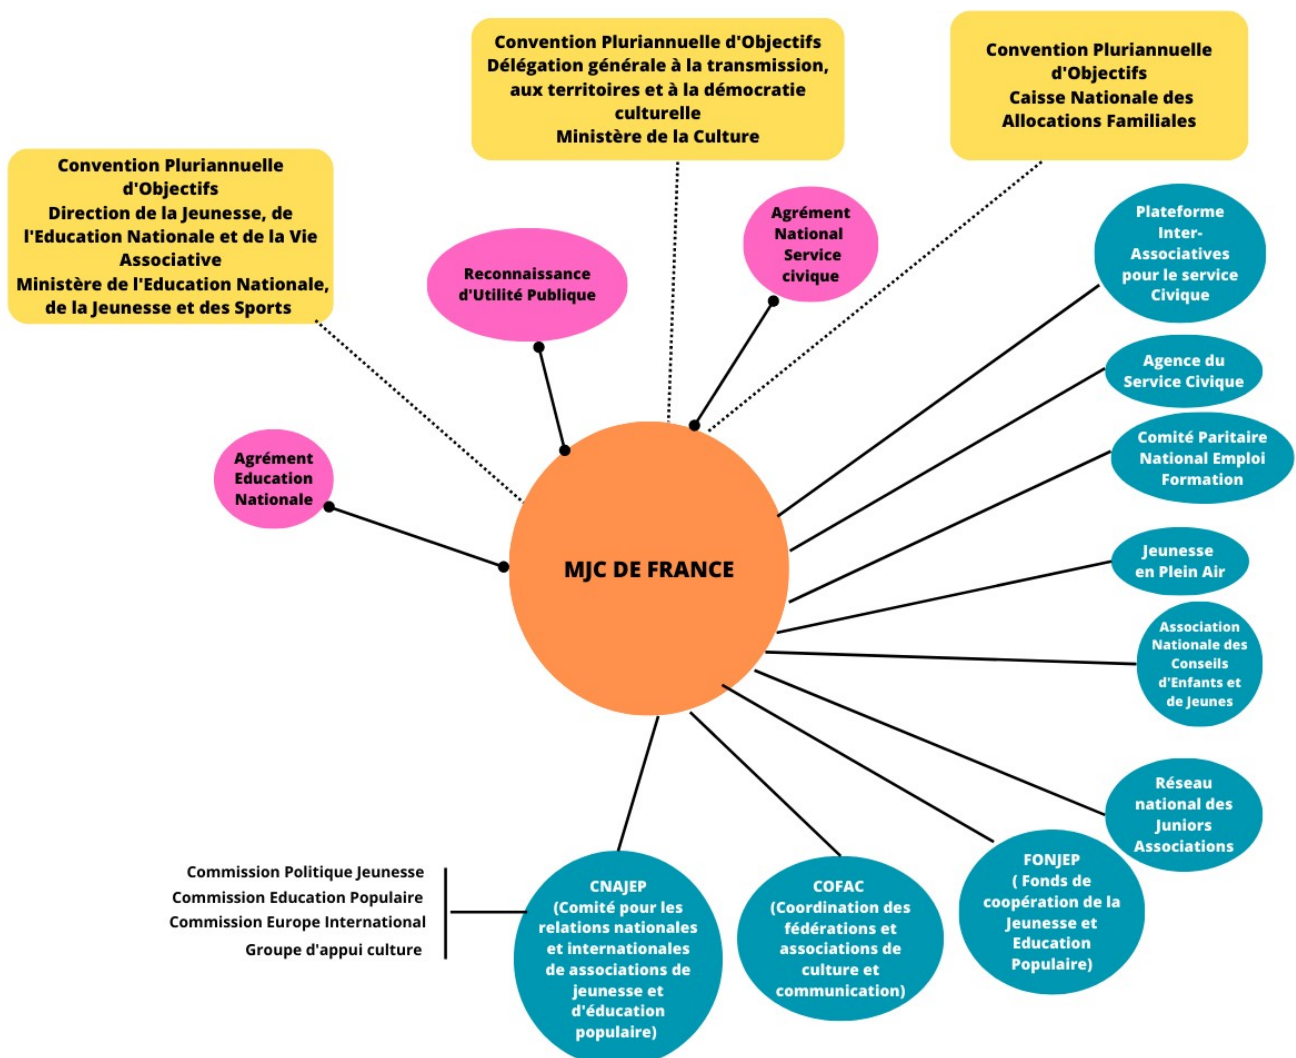 Convention Pluriannuelle d'Objectifs
Délégation générale à la transmission,
aux territoires et à la démocratie
culturelle
Ministère de la Culture
Convention Pluriannuelle
d'Objectifs
Caisse Nationale des
Allocations Familiales
Convention Pluriannuelle
d'Objectifs
Direction de la Jeunesse, de
l'Education Nationale et de la Vie
Associative
Ministère de l'Education Nationale,
de la Jeunesse et des Sports
Reconnaissance
d'Utilité Publique
Agrément
National
Service
civique
Agrément
Education
Nationale
MJC DE FRANCE
Plateforme
Inter-
Associatives
pour le service
Civique
Agence du
Service Civique
Comité Paritaire
National Emploi
Formation
Jeunesse
en Plein Air
Association
Nationale des
Conseils
d'Enfants et
de Jeunes
Réseau
national des
Juniors
Associations
FONJEP
( Fonds de
coopération de la
Jeunesse et
Education
Populaire)
COFAC
(Coordination des
fédérations et
associations de
culture et
communication)
CNAJEP
(Comité pour les
relations nationales
et internationales
de associations de
jeunesse et
d'éducation
populaire)
Commission Politique Jeunesse
Commission Education Populaire
Commission Europe International
Groupe d'appui culture